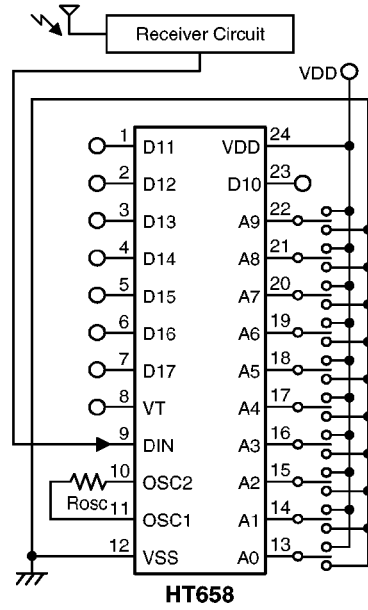 Receiver Circuit
VDD
1 D11 VDD 24
2 D12 D10 23
3 D13 A9 22
4 D14 A8 21
5 D15 A7 20
6 D16 A6 19
7 D17 A5 18
8 VT A4 17
9 DIN A3 16
10 OSC2 A2 15
Rosc
11 OSC1 A1 14
12 VSS A0 13
HT658